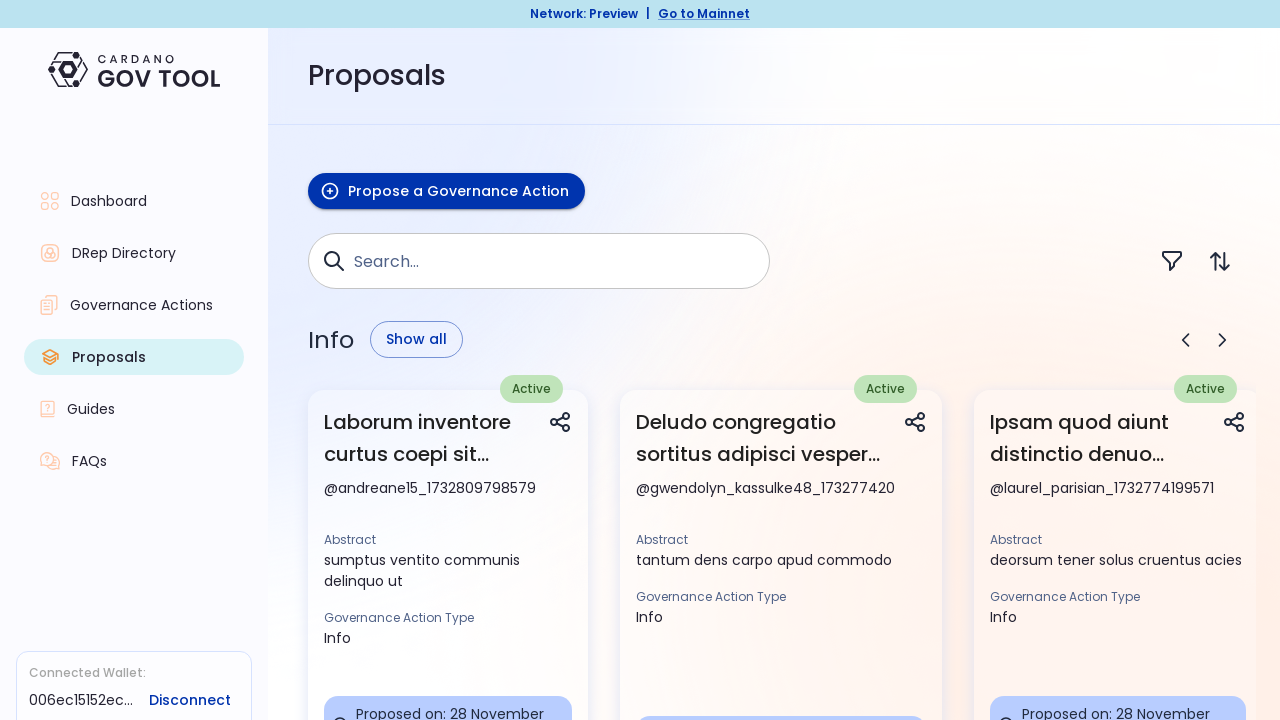 Network: Preview | Go to Mainnet
CARDANO
GOV TOOL
Proposals
Dashboard
DRep Directory
Governance Actions
Proposals
Guides
FAQs
Connected Wallet:
006ec15152ec... Disconnect
Propose a Governance Action
Search...
Info Show all
Active
Laborum inventore
curtus coepi sit...
@andreane15_1732809798579
Abstract
sumptus ventito communis
delinquo ut
Governance Action Type
Info
Proposed on: 28 November
Active
Deludo congregatio
sortitus adipisci vesper...
@gwendolyn_kassulke48_173277420
Abstract
tantum dens carpo apud commodo
Governance Action Type
Info
Active
Ipsam quod aiunt
distinctio denuo...
@laurel_parisian_1732774199571
Abstract
deorsum tener solus cruentus acies
Governance Action Type
Info
Proposed on: 28 November